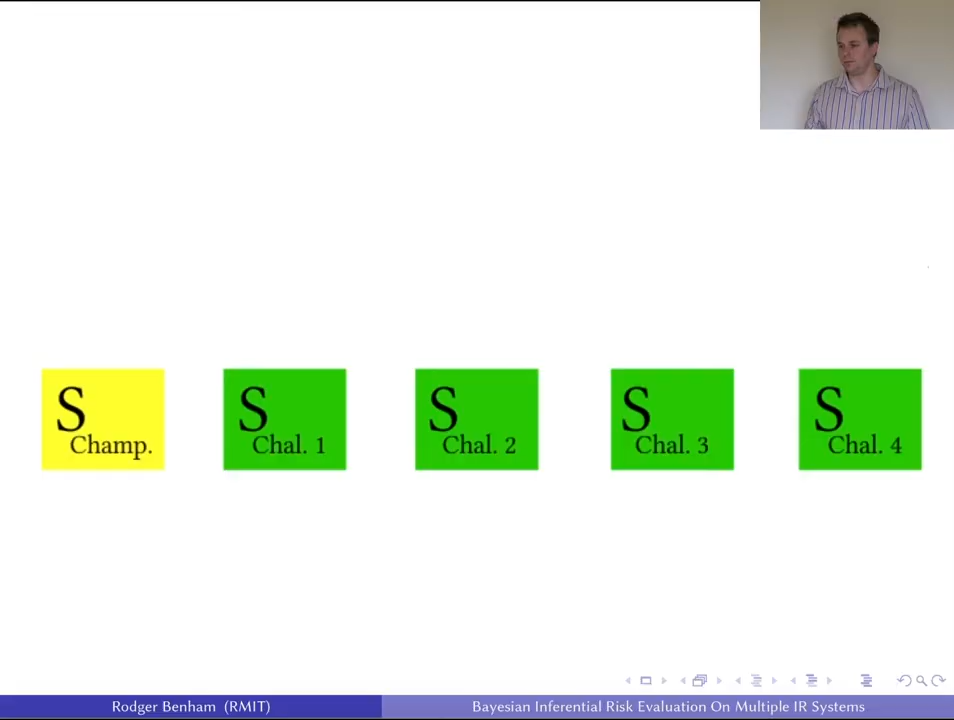 S Champ.
S Chal. 1
S Chal. 2
S Chal. 3
S Chal. 4
Rodger Benham (RMIT)
Bayesian Inferential Risk Evaluation On Multiple IR Systems